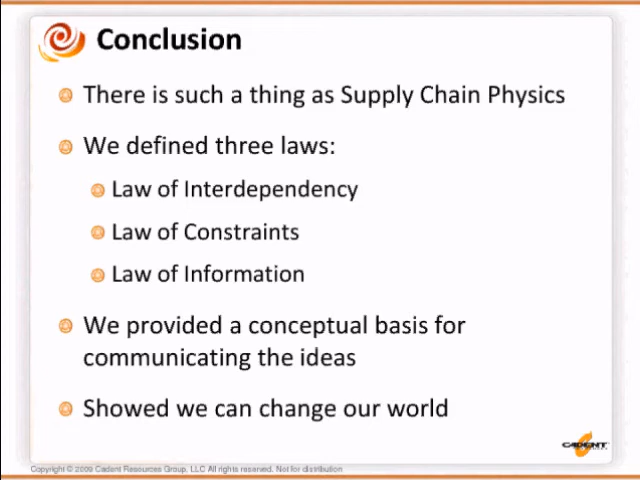 Conclusion
There is such a thing as Supply Chain Physics
We defined three laws:
Law of Interdependency
Law of Constraints
Law of Information
We provided a conceptual basis for
communicating the ideas
Showed we can change our world
CADENT
Copyright © 2009 Cadent Resources Group, LLC All rights reserved. Not for distribution